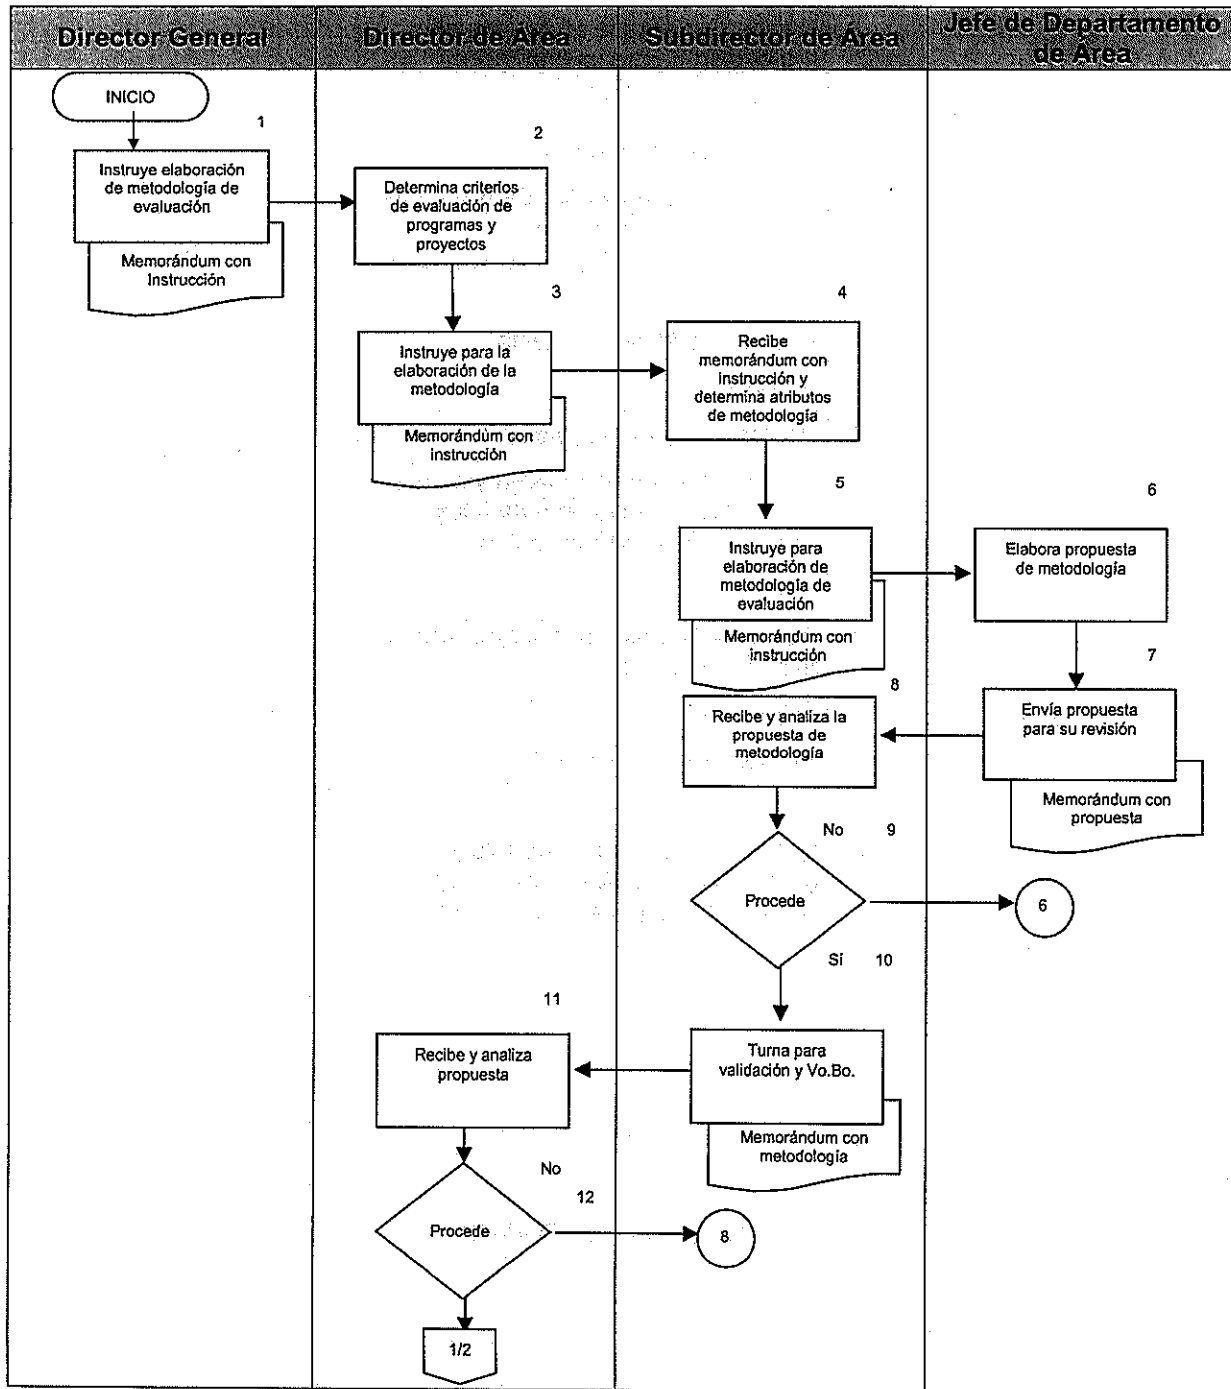 Director General
Director de Área
Subdirector de Área
Jefe de Departamento
de Área
INICIO
1
Instruye elaboración
de metodología de
evaluación
Memorándum con
Instrucción
2
Determina criterios
de evaluación de
programas y
proyectos
3
Instruye para la
elaboración de la
metodología
Memorándum con
instrucción
4
Recibe
memorándum con
instrucción y
determina atributos
de metodología
5
Instruye para
elaboración de
metodología de
evaluación
Memorándum con
instrucción
6
Elabora propuesta
de metodología
7
Envía propuesta
para su revisión
Memorándum con
propuesta
8
Recibe y analiza la
propuesta de
metodología
No 9
Procede
6
Sí 10
Turna para
validación y Vo.Bo.
Memorándum con
metodología
11
Recibe y analiza
propuesta
No
12
Procede
8
1/2